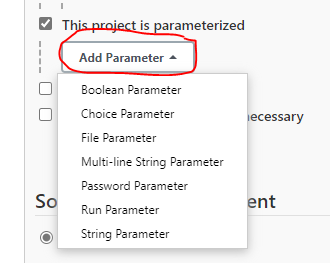 This project is parameterized
Add Parameter
Boolean Parameter
Choice Parameter
ecessary
File Parameter
Multi-line String Parameter
Password Parameter
Run Parameter
So ent
String Parameter